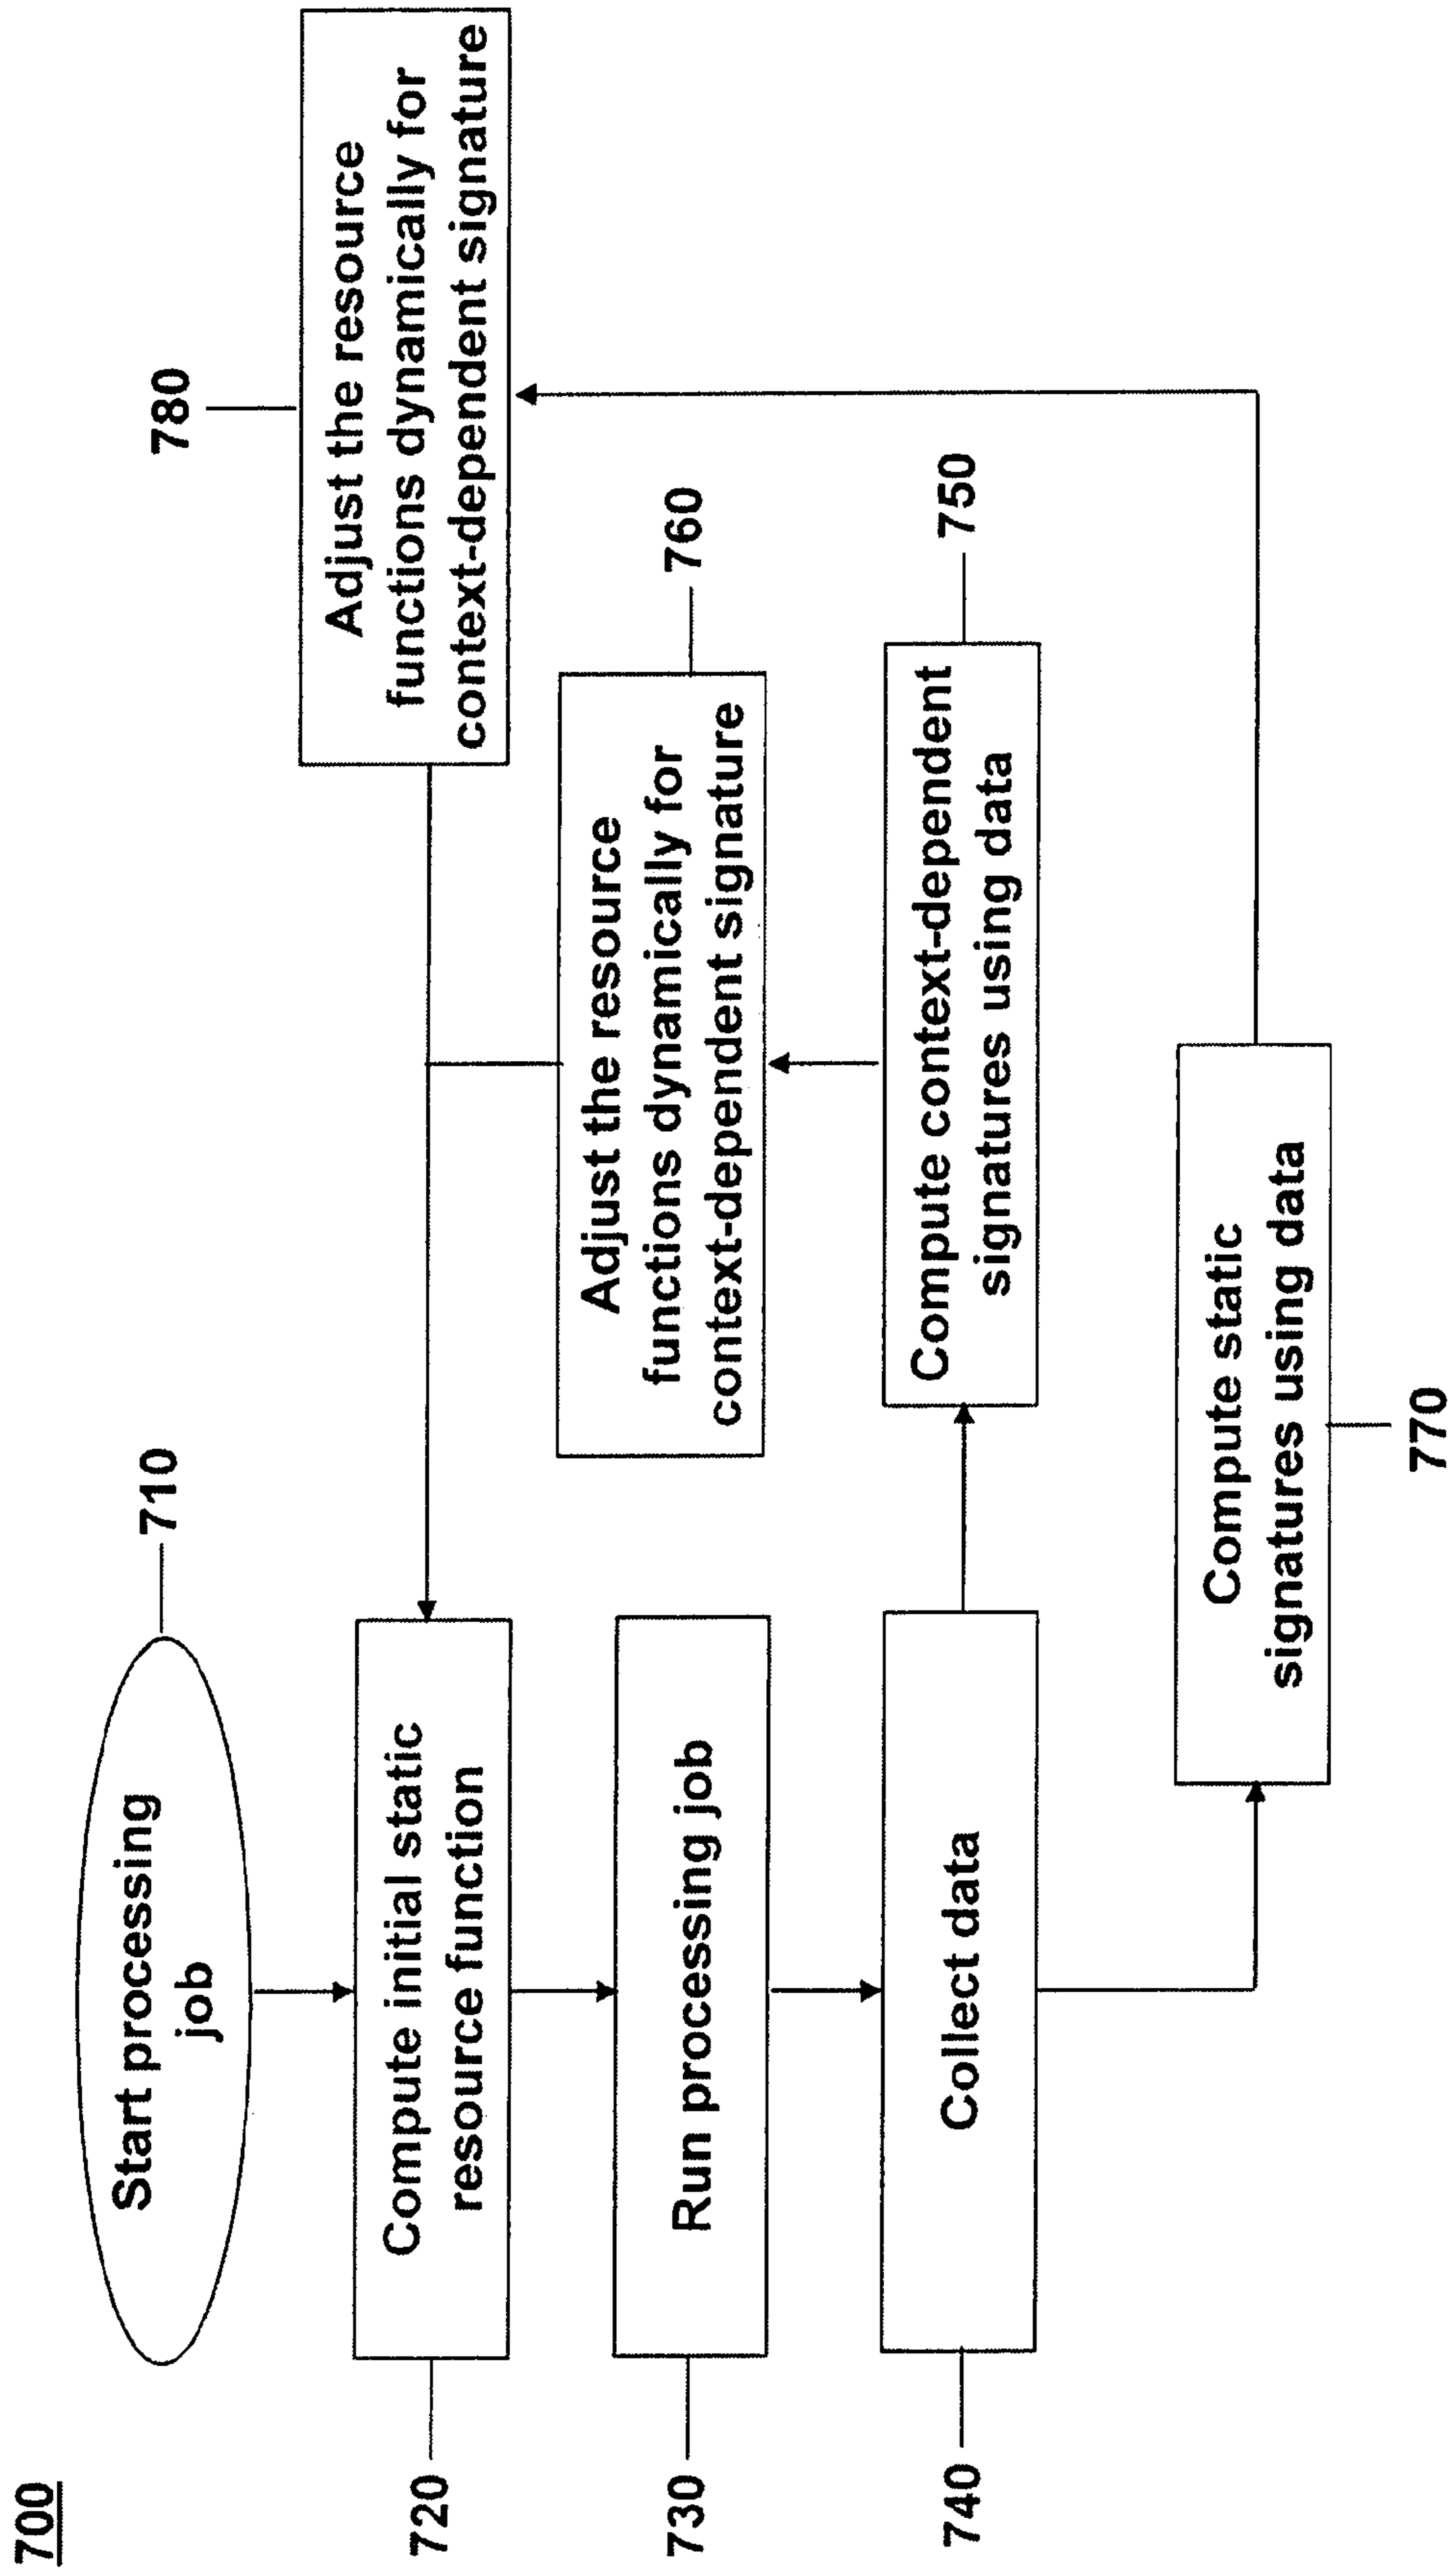 700
Start processing
job
710
Compute initial static
resource function
720
Run processing job
730
Collect data
740
Compute context-dependent
signatures using data
750
Adjust the resource
functions dynamically for
context-dependent signature
760
Compute static
signatures using data
770
Adjust the resource
functions dynamically for
context-dependent signature
780